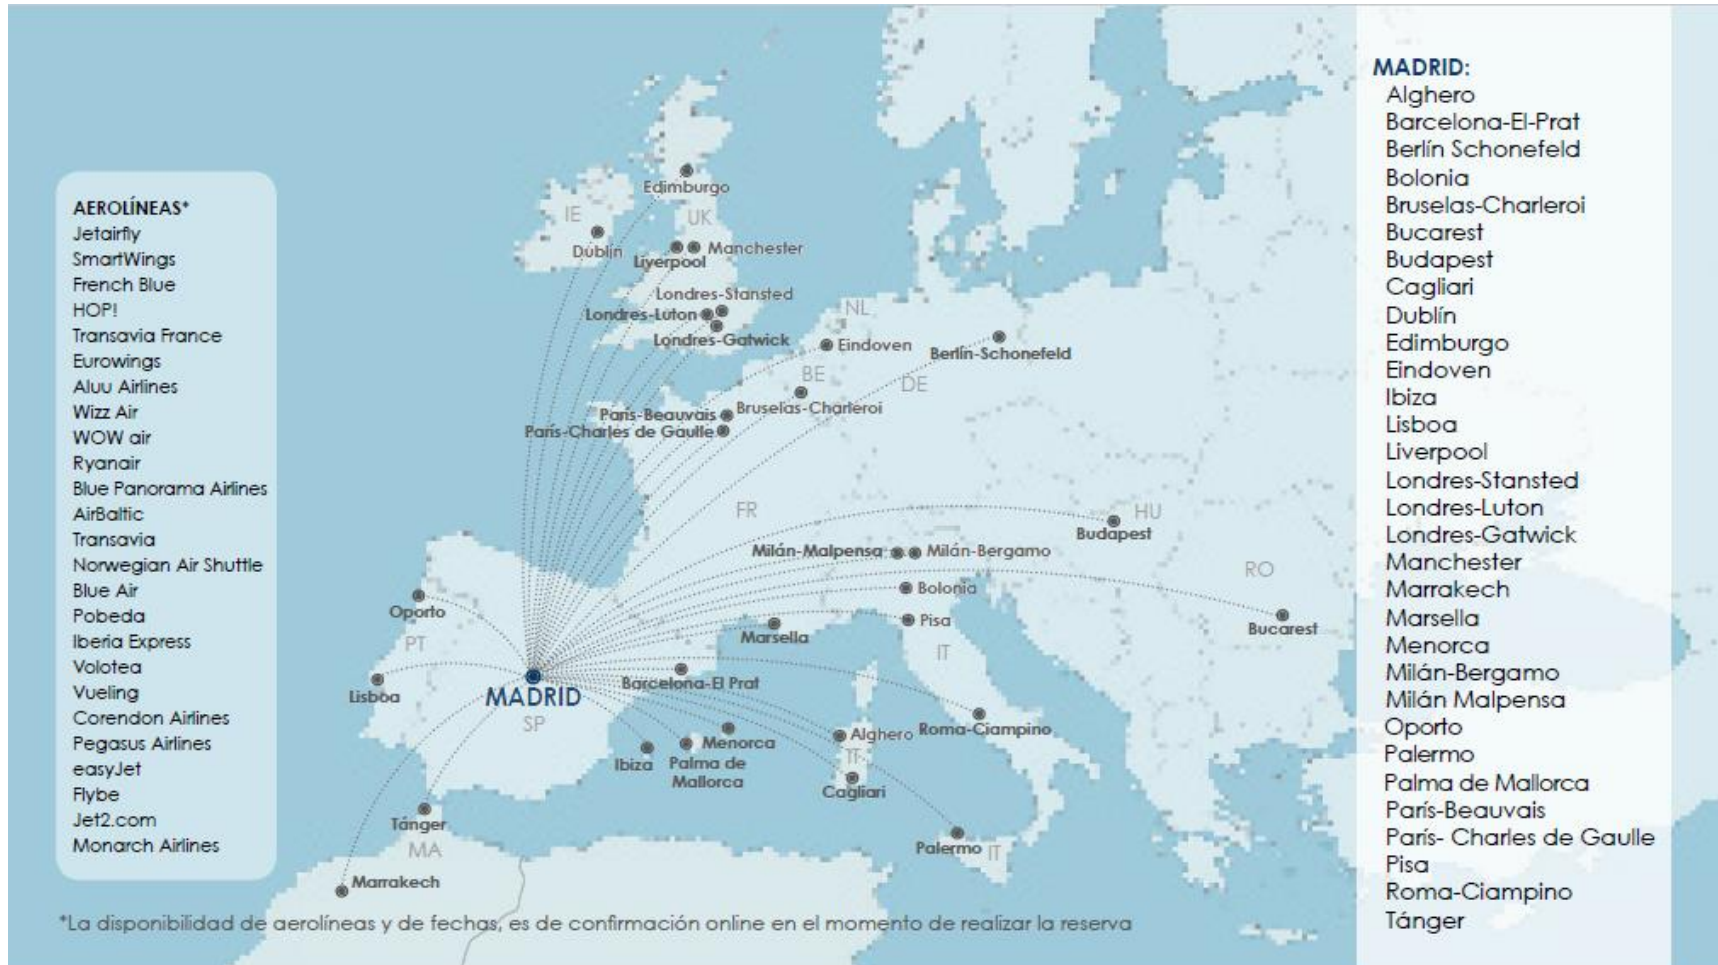 AEROLÍNEAS*
Jetairfly
SmartWings
French Blue
HOP!
Transavia France
Eurowings
Aluu Airlines
Wizz Air
WOW air
Ryanair
Blue Panorama Airlines
AirBaltic
Transavia
Norwegian Air Shuttle
Blue Air
Pobeda
Iberia Express
Volotea
Vueling
Corendon Airlines
Pegasus Airlines
easyJet
Flybe
Jet2.com
Monarch Airlines
Edimburgo
IE
UK
Dublín
Liverpool
Manchester
Londres-Stansted
Londres-Luton
Londres-Gatwick
NL
Eindoven
Berlín-Schonefeld
BE
DE
Bruselas-Charleroi
París-Beauvais
París-Charles de Gaulle
FR
HU
Budapest
Milán-Malpensa
Milán-Bergamo
RO
Bolonia
Oporto
Pisa
Bucarest
Marsella
PT
IT
Barcelona-El Prat
Lisboa
MADRID
SP
Menorca
Alghero
Roma-Ciampino
Ibiza
Palma de
Mallorca
IT
Cagliari
Tánger
MA
Palermo
IT
Marrakech
*La disponibilidad de aerolíneas y de fechas, es de confirmación online en el momento de realizar la reserva
MADRID:
Alghero
Barcelona-El-Prat
Berlín Schonefeld
Bolonia
Bruselas-Charleroi
Bucarest
Budapest
Cagliari
Dublín
Edimburgo
Eindoven
Ibiza
Lisboa
Liverpool
Londres-Stansted
Londres-Luton
Londres-Gatwick
Manchester
Marrakech
Marsella
Menorca
Milán-Bergamo
Milán Malpensa
Oporto
Palermo
Palma de Mallorca
París-Beauvais
París- Charles de Gaulle
Pisa
Roma-Ciampino
Tánger